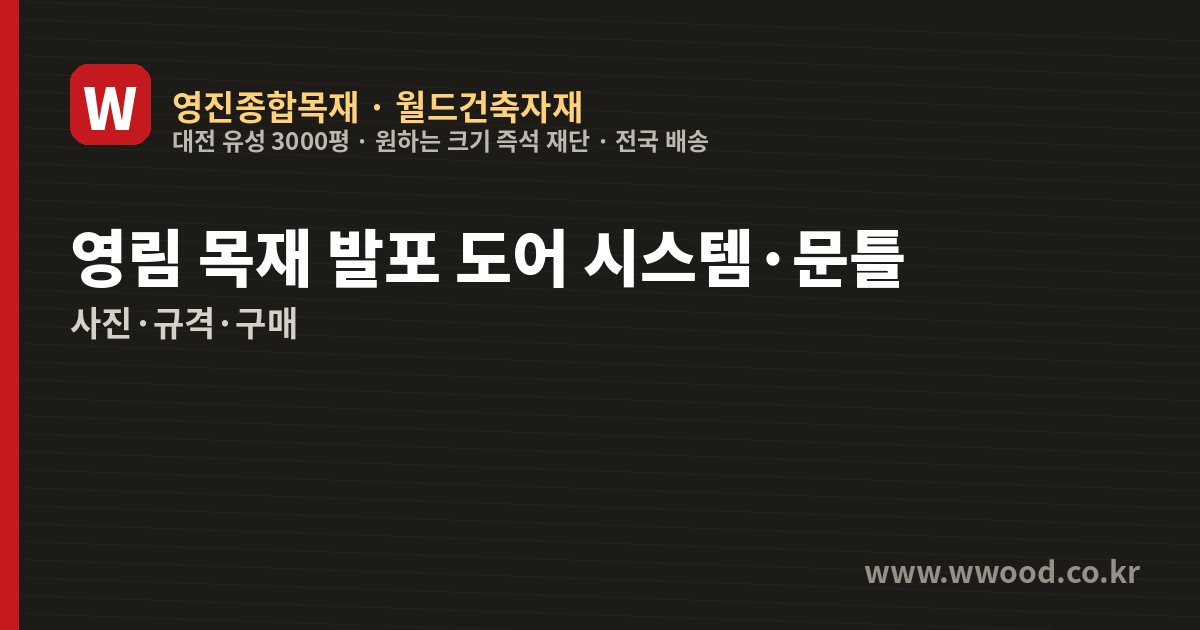 W
영진종합목재 · 월드건축자재
대전 유성 3000평 · 원하는 크기 즉석 재단 · 전국 배송
영림 목재 발포 도어 시스템·문틀
사진·규격·구매
www.wwood.co.kr